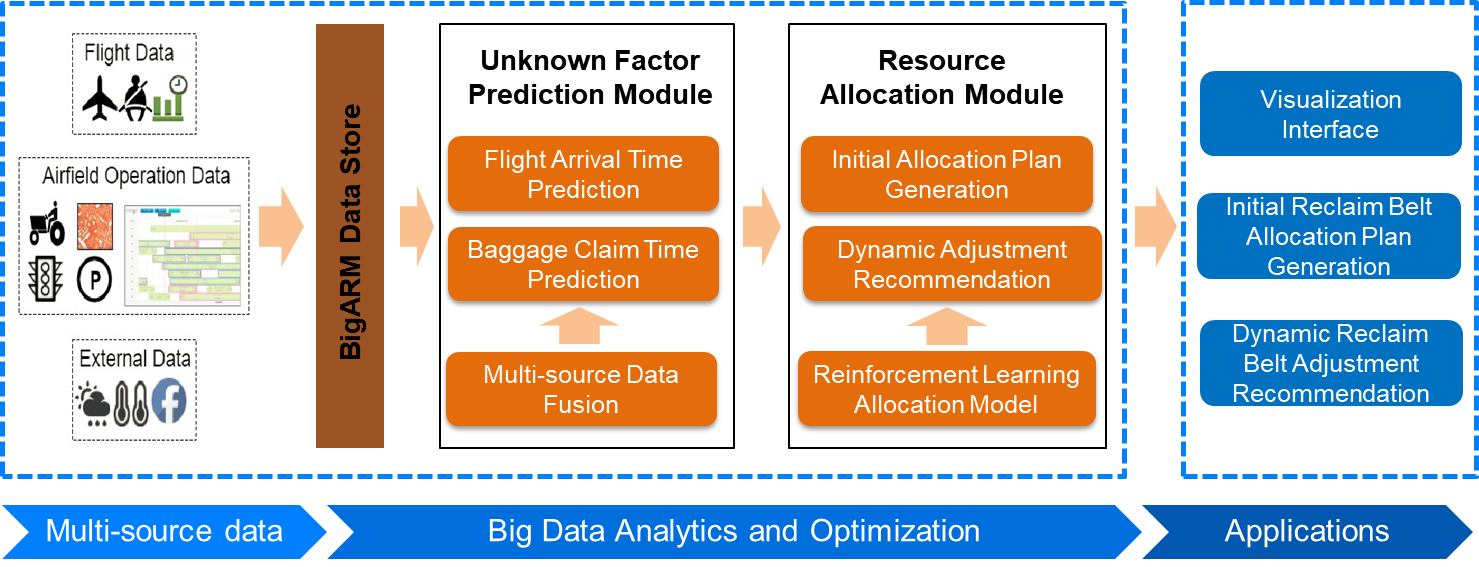 Flight Data
Airfield Operation Data
P
External Data
BigARM Data Store
Unknown Factor
Prediction Module
Flight Arrival Time
Prediction
Baggage Claim Time
Prediction
Multi-source Data
Fusion
Resource
Allocation Module
Initial Allocation Plan
Generation
Dynamic Adjustment
Recommendation
Reinforcement Learning
Allocation Model
Visualization
Interface
Initial Reclaim Belt
Allocation Plan
Generation
Dynamic Reclaim
Belt Adjustment
Recommendation
Multi-source data
Big Data Analytics and Optimization
Applications